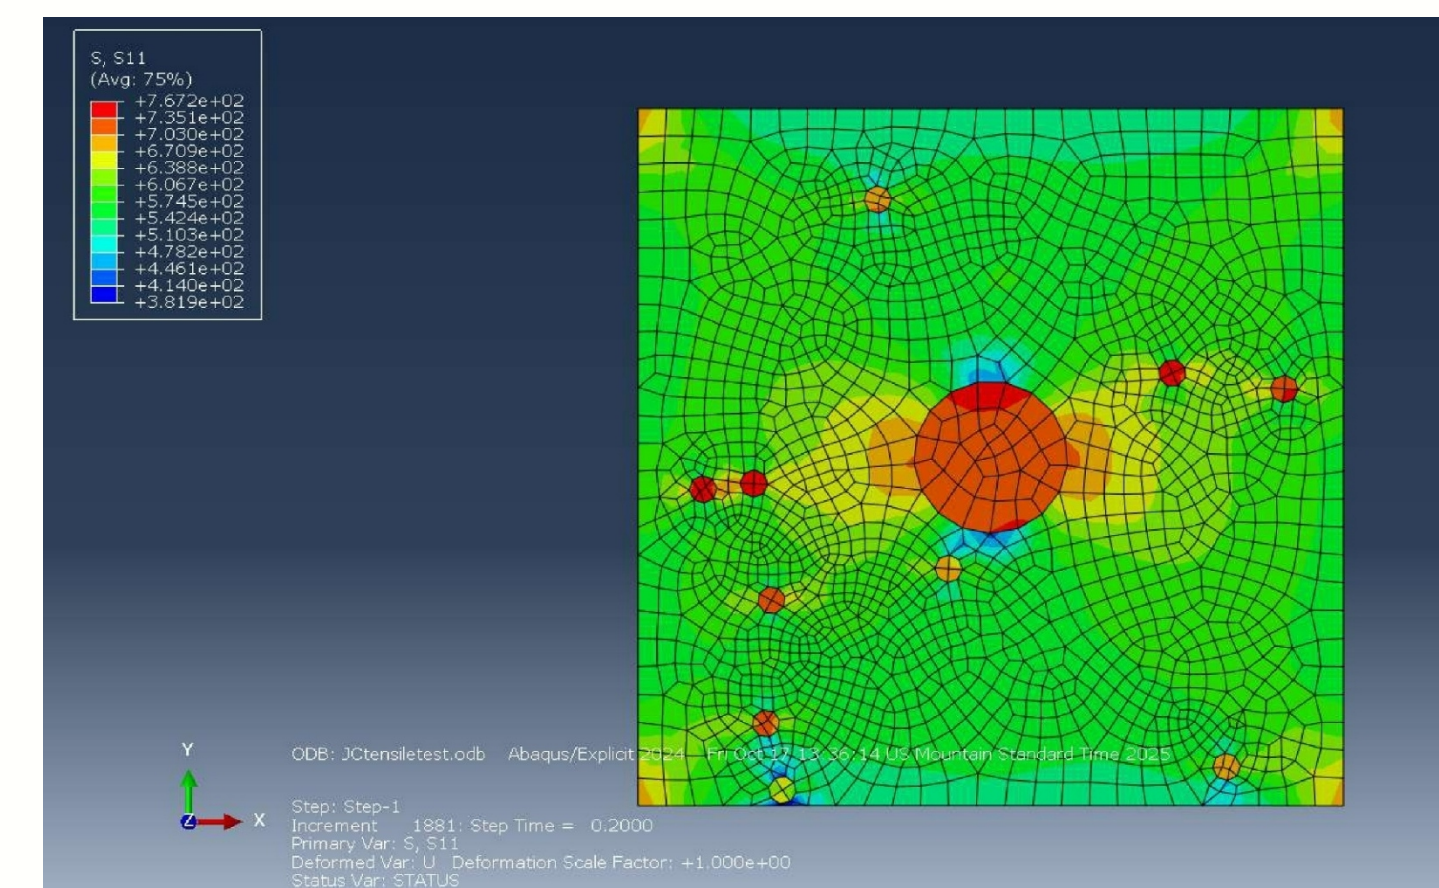 S, S11
(Avg: 75%)
+7.672e+02
+7.351e+02
+7.030e+02
+6.709e+02
+6.388e+02
+6.067e+02
+5.745e+02
+5.424e+02
+5.103e+02
+4.782e+02
+4.461e+02
+4.140e+02
+3.819e+02
Y
X
Z
ODB: JCtensiletest.odb Abaqus/Explicit 2024 Fri Oct 17 13:36:14 US Mountain Standard Time 2025
Step: Step-1
Increment 1881: Step Time = 0.2000
Primary Var: S, S11
Deformed Var: U Deformation Scale Factor: +1.000e+00
Status Var: STATUS